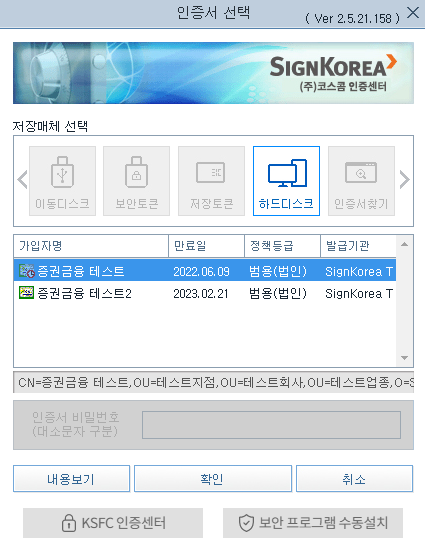 인증서 선택
( Ver 2.5.21.158 )
SIGNKOREA
(주)코스콤 인증센터
저장매체 선택
이동디스크 보안토큰 저장토큰 하드디스크 인증서찾기
가입자명 만료일 정책등급 발급기관
증권금융 테스트 2022.06.09 범용(법인) SignKorea T
증권금융 테스트2 2023.02.21 범용(법인) SignKorea T
CN=증권금융 테스트,OU=테스트지점,OU=테스트회사,OU=테스트업종,O=S
인증서 비밀번호
(대소문자 구분)
내용보기 확인 취소
KSFC 인증센터 보안 프로그램 수동설치